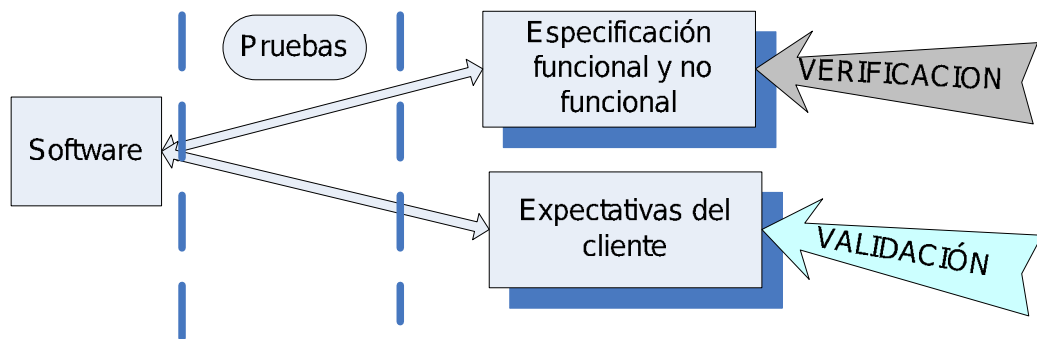 Pruebas
Software
Especificación
funcional y no
funcional
VERIFICACION
Expectativas del
cliente
VALIDACIÓN